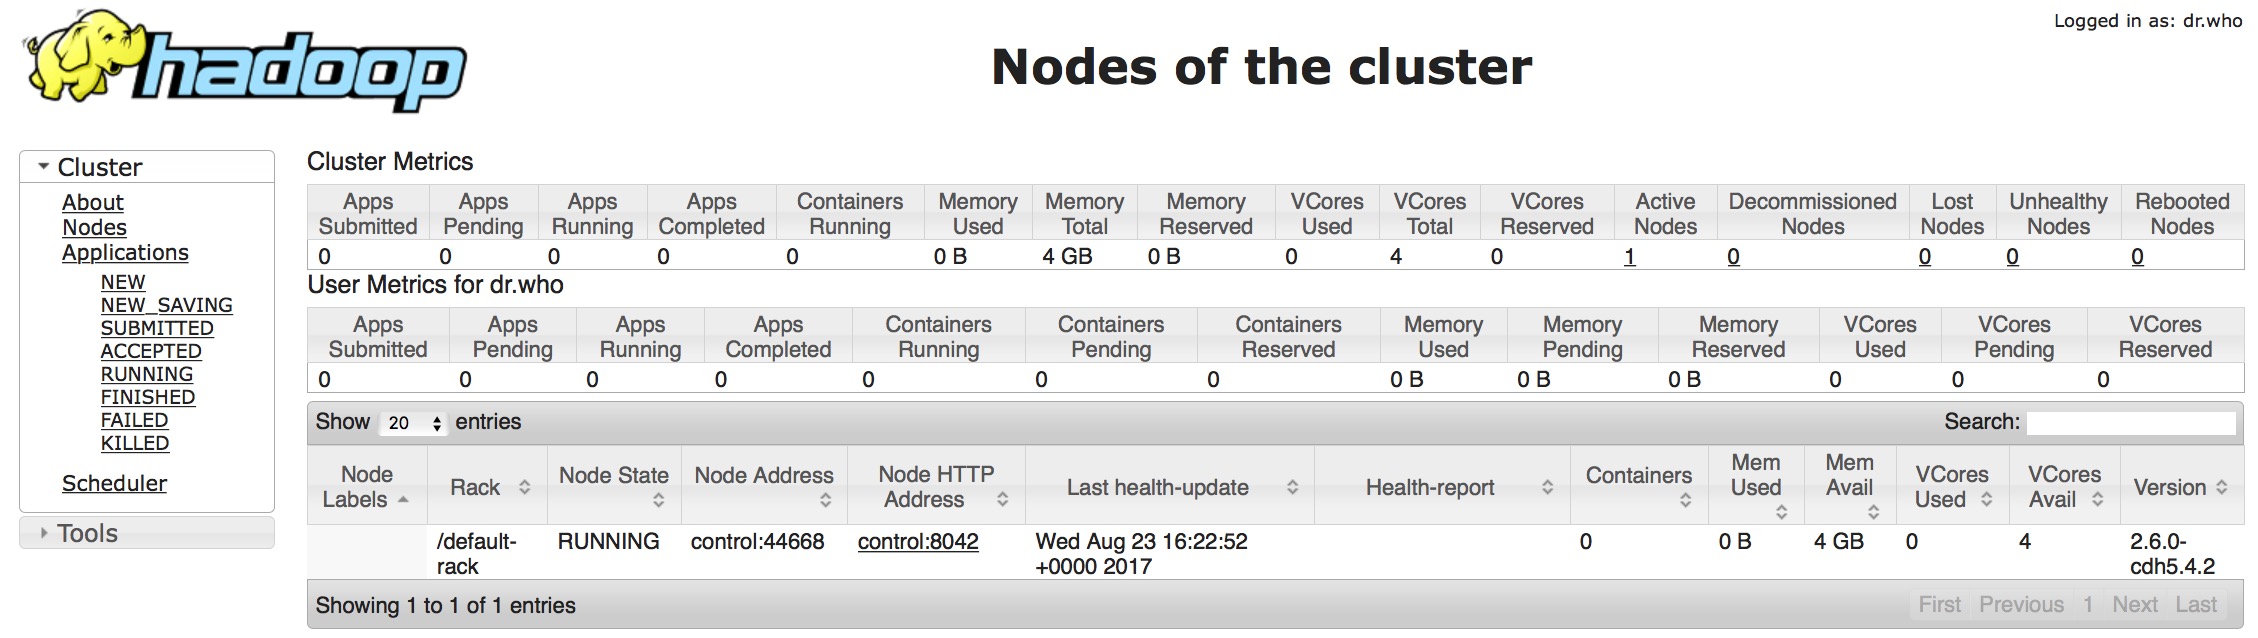 hadoop
Logged in as: dr.who
Nodes of the cluster
Cluster
About
Nodes
Applications
NEW
NEW_SAVING
SUBMITTED
ACCEPTED
RUNNING
FINISHED
FAILED
KILLED
Scheduler
Tools
Cluster Metrics
Apps Submitted Apps Pending Apps Running Apps Completed Containers Running Memory Used Memory Total Memory Reserved VCores Used VCores Total VCores Reserved Active Nodes Decommissioned Nodes Lost Nodes Unhealthy Nodes Rebooted Nodes
0 0 0 0 0 0 B 4 GB 0 B 0 4 0 1 0 0 0 0
User Metrics for dr.who
Apps Submitted Apps Pending Apps Running Apps Completed Containers Running Containers Pending Containers Reserved Memory Used Memory Pending Memory Reserved VCores Used VCores Pending VCores Reserved
0 0 0 0 0 0 0 0 B 0 B 0 B 0 0 0
Show 20 entries Search:
Node Labels Rack Node State Node Address Node HTTP Address Last health-update Health-report Containers Mem Used Mem Avail VCores Used VCores Avail Version
/default-rack RUNNING control:44668 control:8042 Wed Aug 23 16:22:52 +0000 2017 0 0 B 4 GB 0 4 2.6.0-cdh5.4.2
Showing 1 to 1 of 1 entries First Previous 1 Next Last